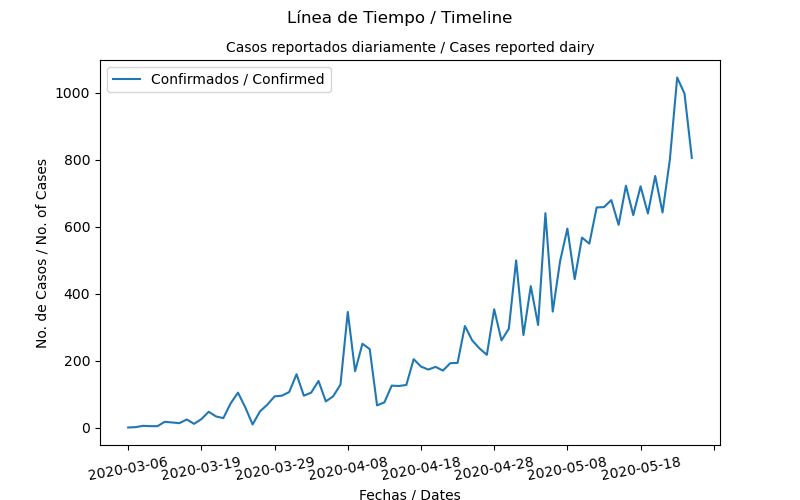 Línea de Tiempo / Timeline
Casos reportados diariamente / Cases reported dairy
Confirmados / Confirmed
No. de Casos / No. of Cases
1000
800
600
400
200
0
2020-03-06
2020-03-19
2020-03-29
2020-04-08
2020-04-18
2020-04-28
2020-05-08
2020-05-18
Fechas / Dates